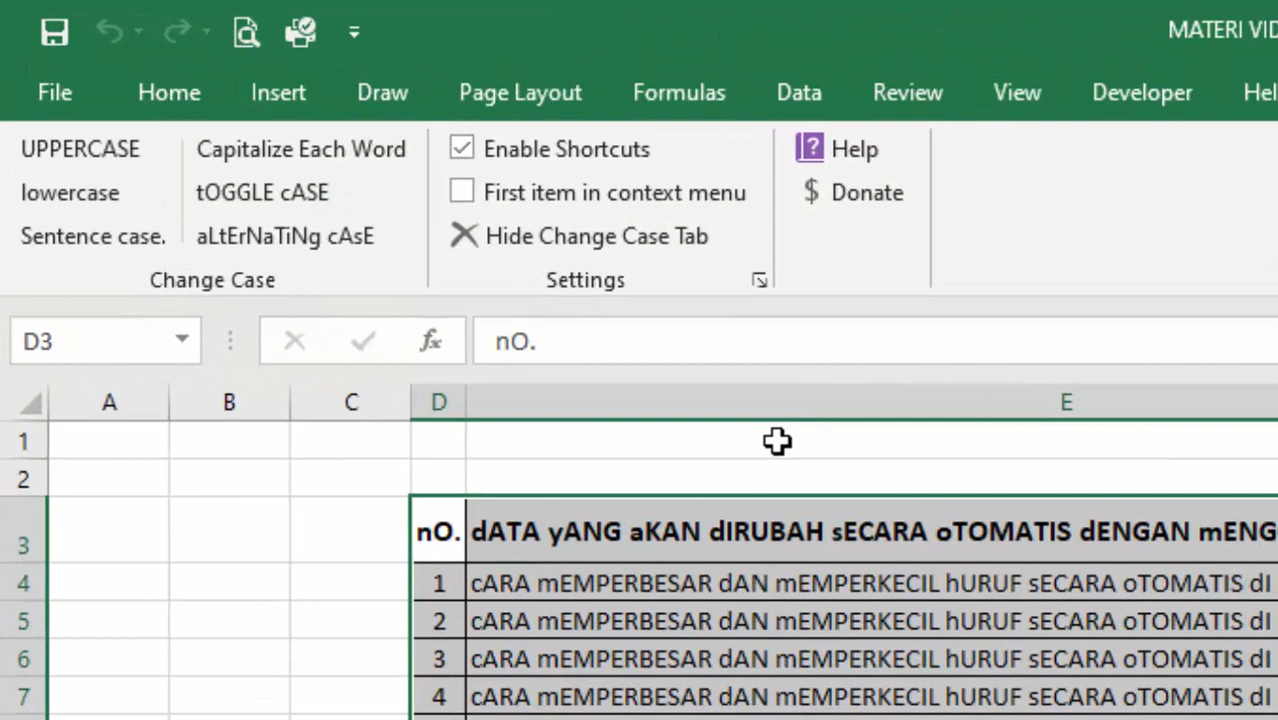 MATERI
File Home Insert Draw Page Layout Formulas Data Review View Developer
UPPERCASE Capitalize Each Word Enable Shortcuts Help
lowercase tOGGLE cASE First item in context menu Donate
Sentence case. aLtErNaTiNg cAsE Hide Change Case Tab
Change Case Settings
D3 fx nO.
A B C D E
1
2
3 nO. dATA yANG aKAN dIRUBAH sECARA oTOMATIS dENGAN
4 1 cARA mEMPERBESAR dAN mEMPERKECIL hURUF sECARA oTOMATIS dI
5 2 cARA mEMPERBESAR dAN mEMPERKECIL hURUF sECARA oTOMATIS dI
6 3 cARA mEMPERBESAR dAN mEMPERKECIL hURUF sECARA oTOMATIS dI
7 4 cARA mEMPERBESAR dAN mEMPERKECIL hURUF sECARA oTOMATIS dI